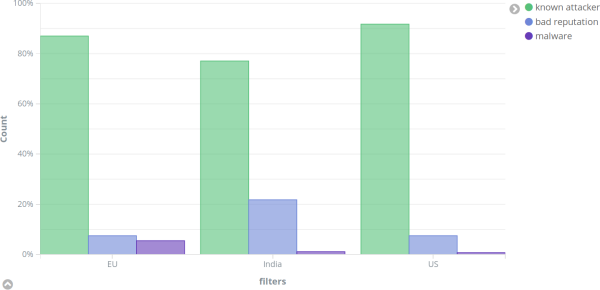 100%
80%
60%
40%
20%
0%
Count
EU
India
US
filters
known attacker
bad reputation
malware